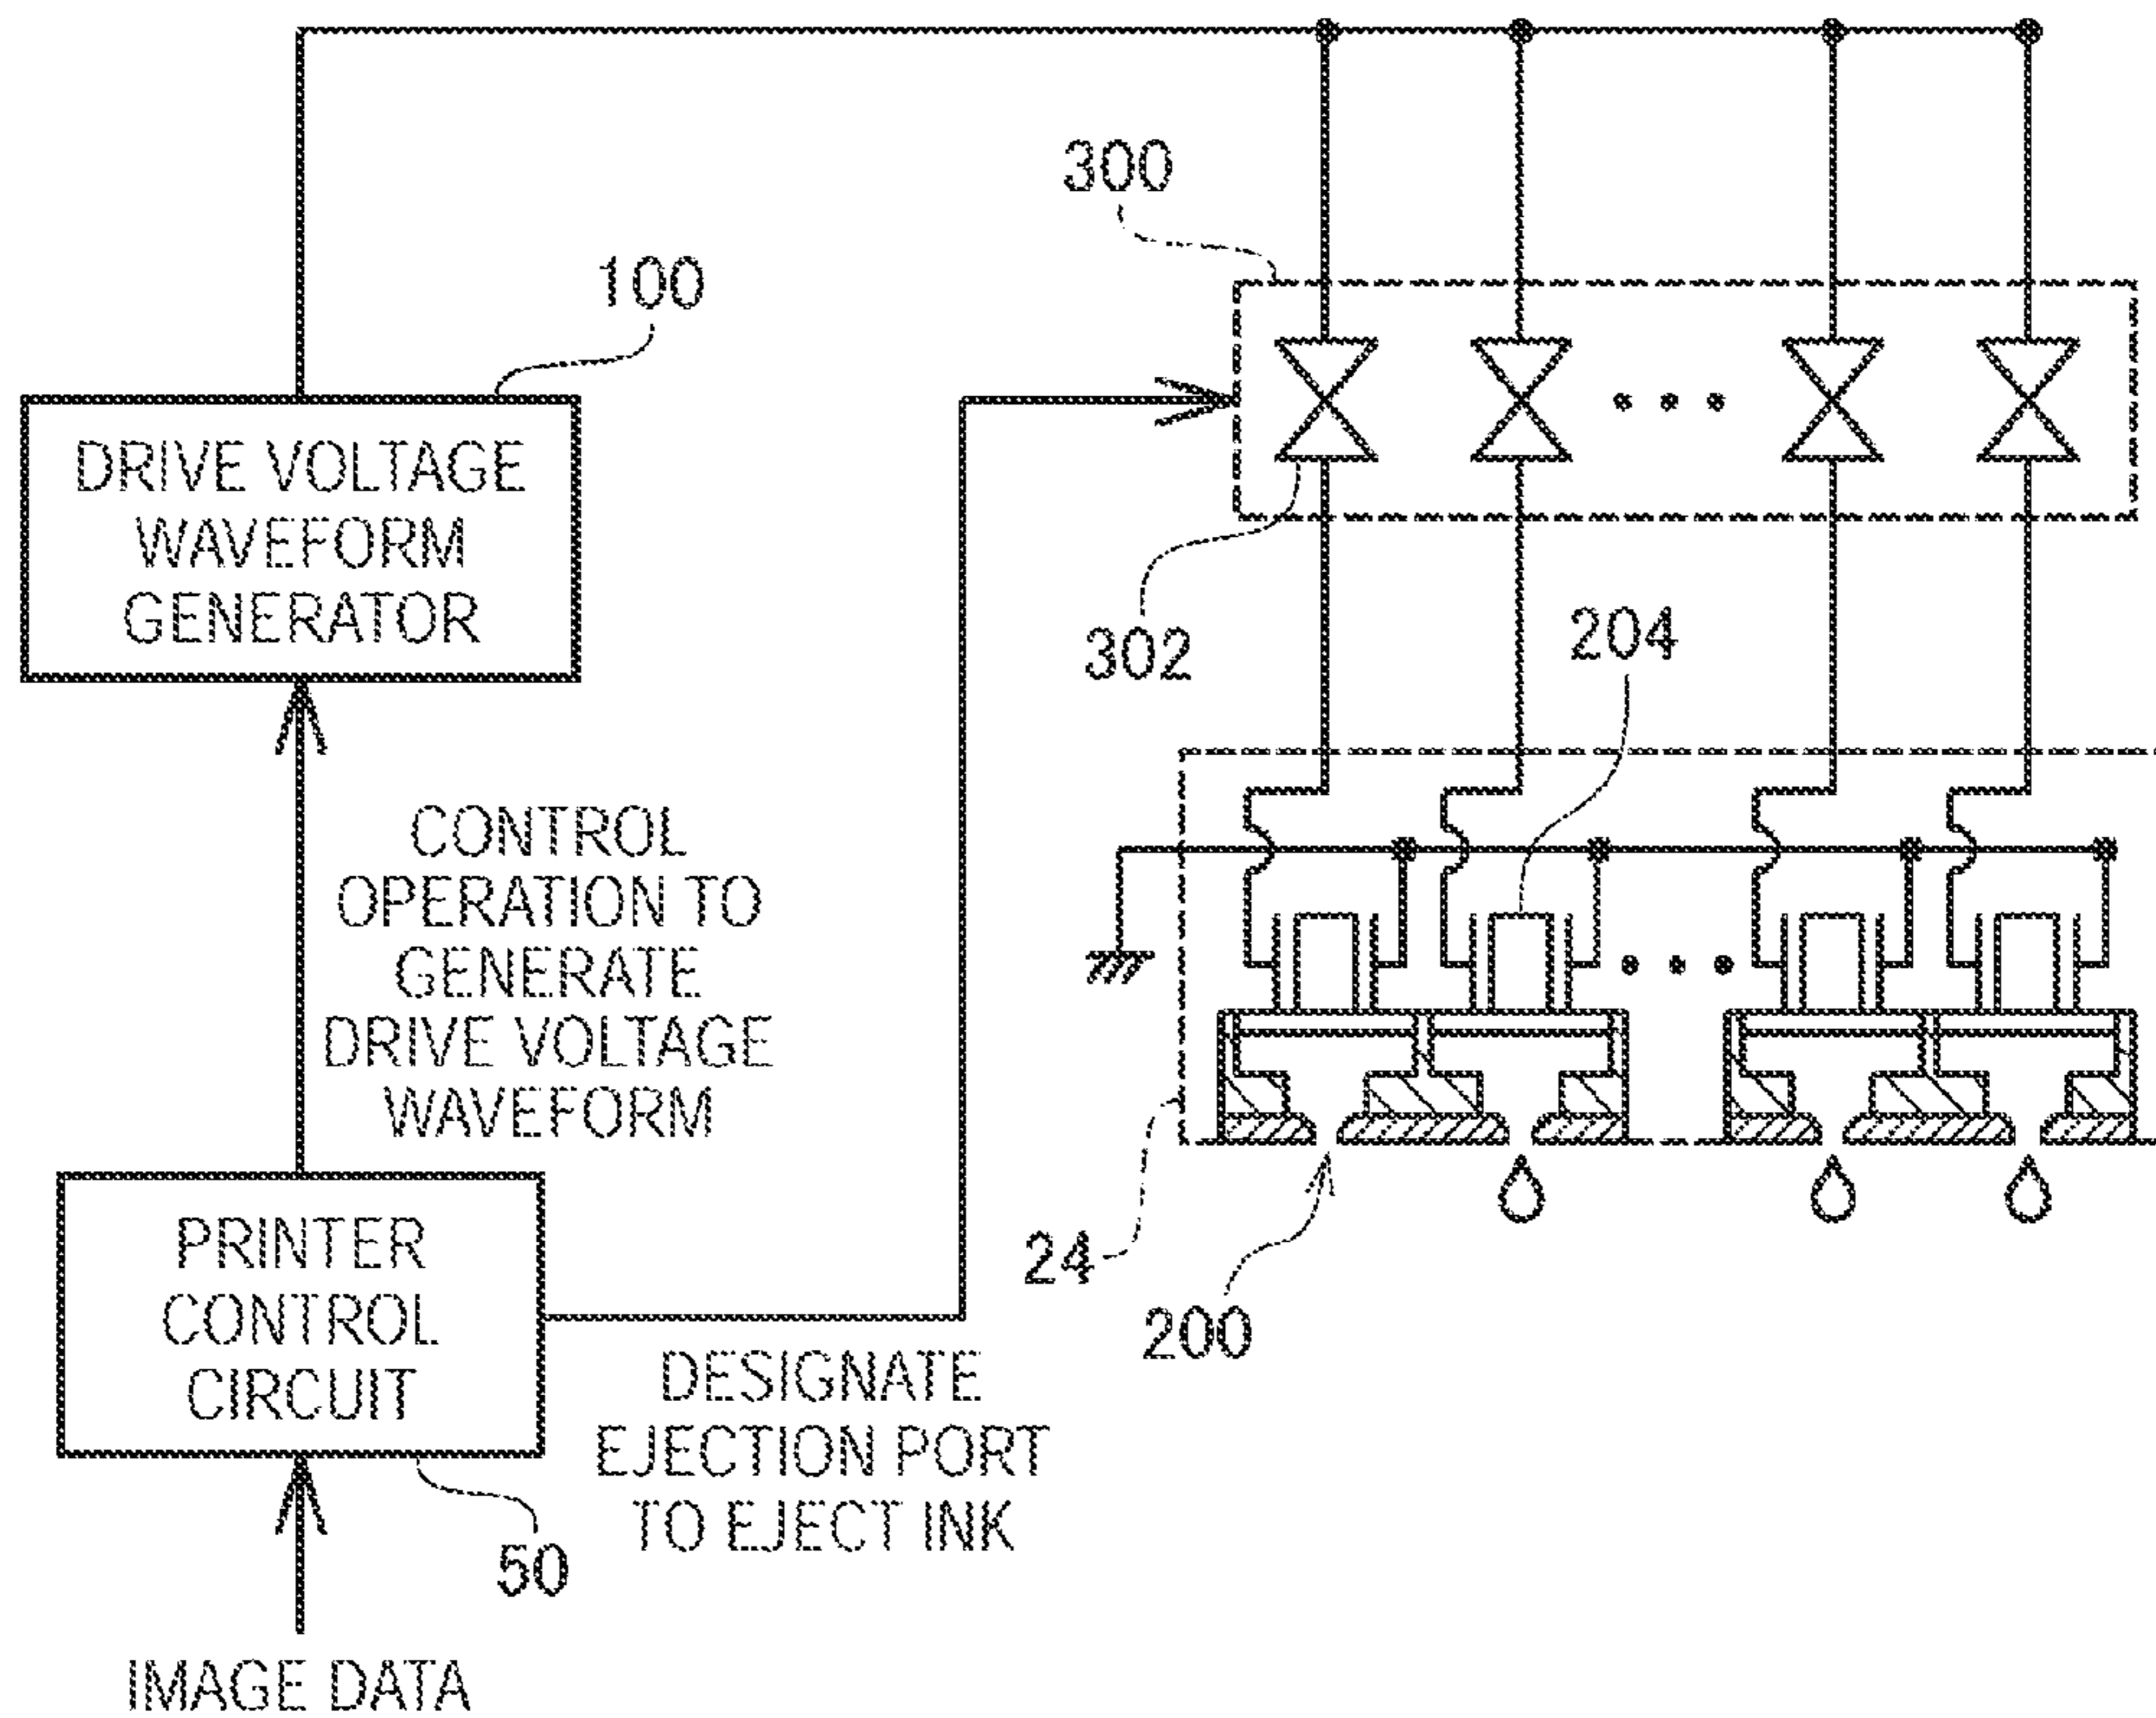 300
100
DRIVE VOLTAGE
WAVEFORM
GENERATOR
302
204
CONTROL
OPERATION TO
GENERATE
DRIVE VOLTAGE
WAVEFORM
24
200
PRINTER
CONTROL
CIRCUIT
DESIGNATE
EJECTION PORT
TO EJECT INK
50
IMAGE DATA